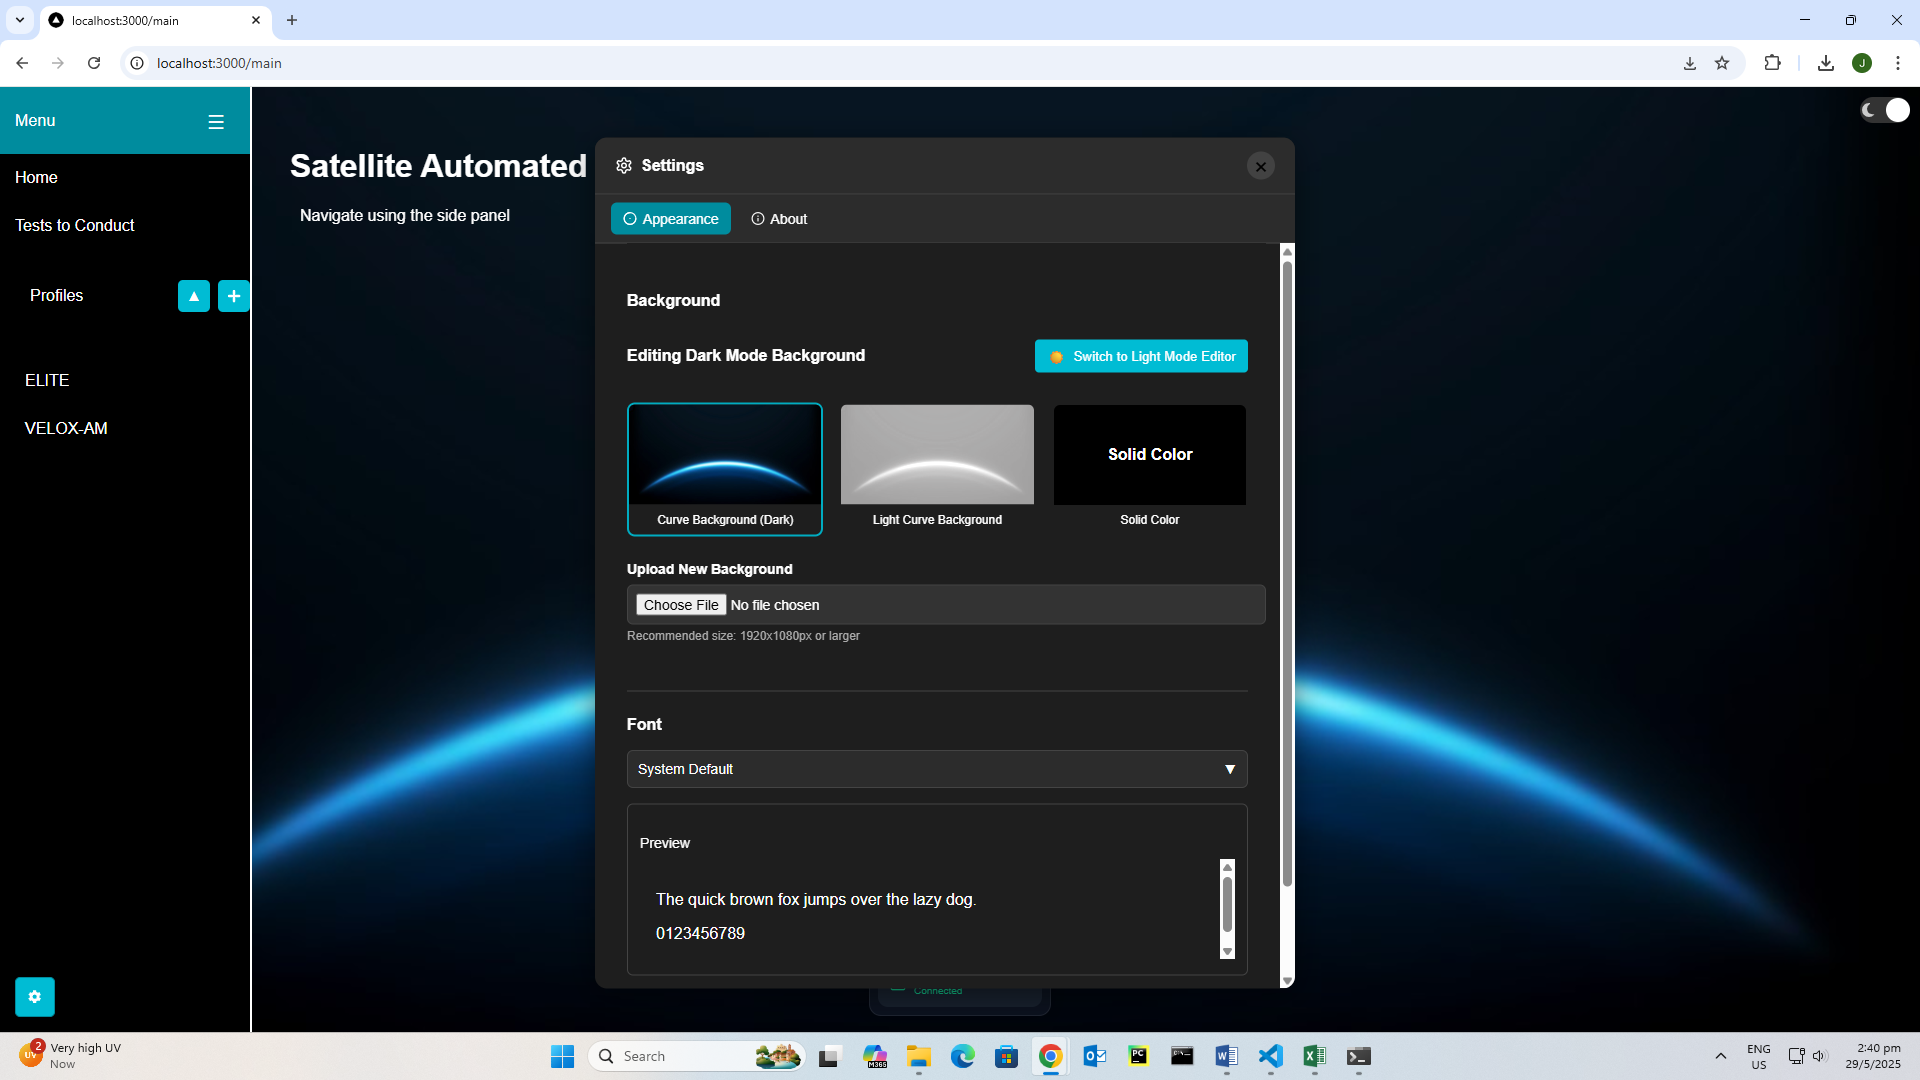 localhost:3000/main
localhost:3000/main
J
Menu
Home
Tests to Conduct
Profiles
ELITE
VELOX-AM
Satellite Automated
Navigate using the side panel
Settings
Appearance
About
Background
Editing Dark Mode Background
Switch to Light Mode Editor
Solid Color
Curve Background (Dark)
Light Curve Background
Solid Color
Upload New Background
Choose File No file chosen
Recommended size: 1920x1080px or larger
Font
System Default
Preview
The quick brown fox jumps over the lazy dog.
0123456789
Connected
UV
2
Very high UV
Now
Search
M365
PC
ENG
US
2:40 pm
29/5/2025